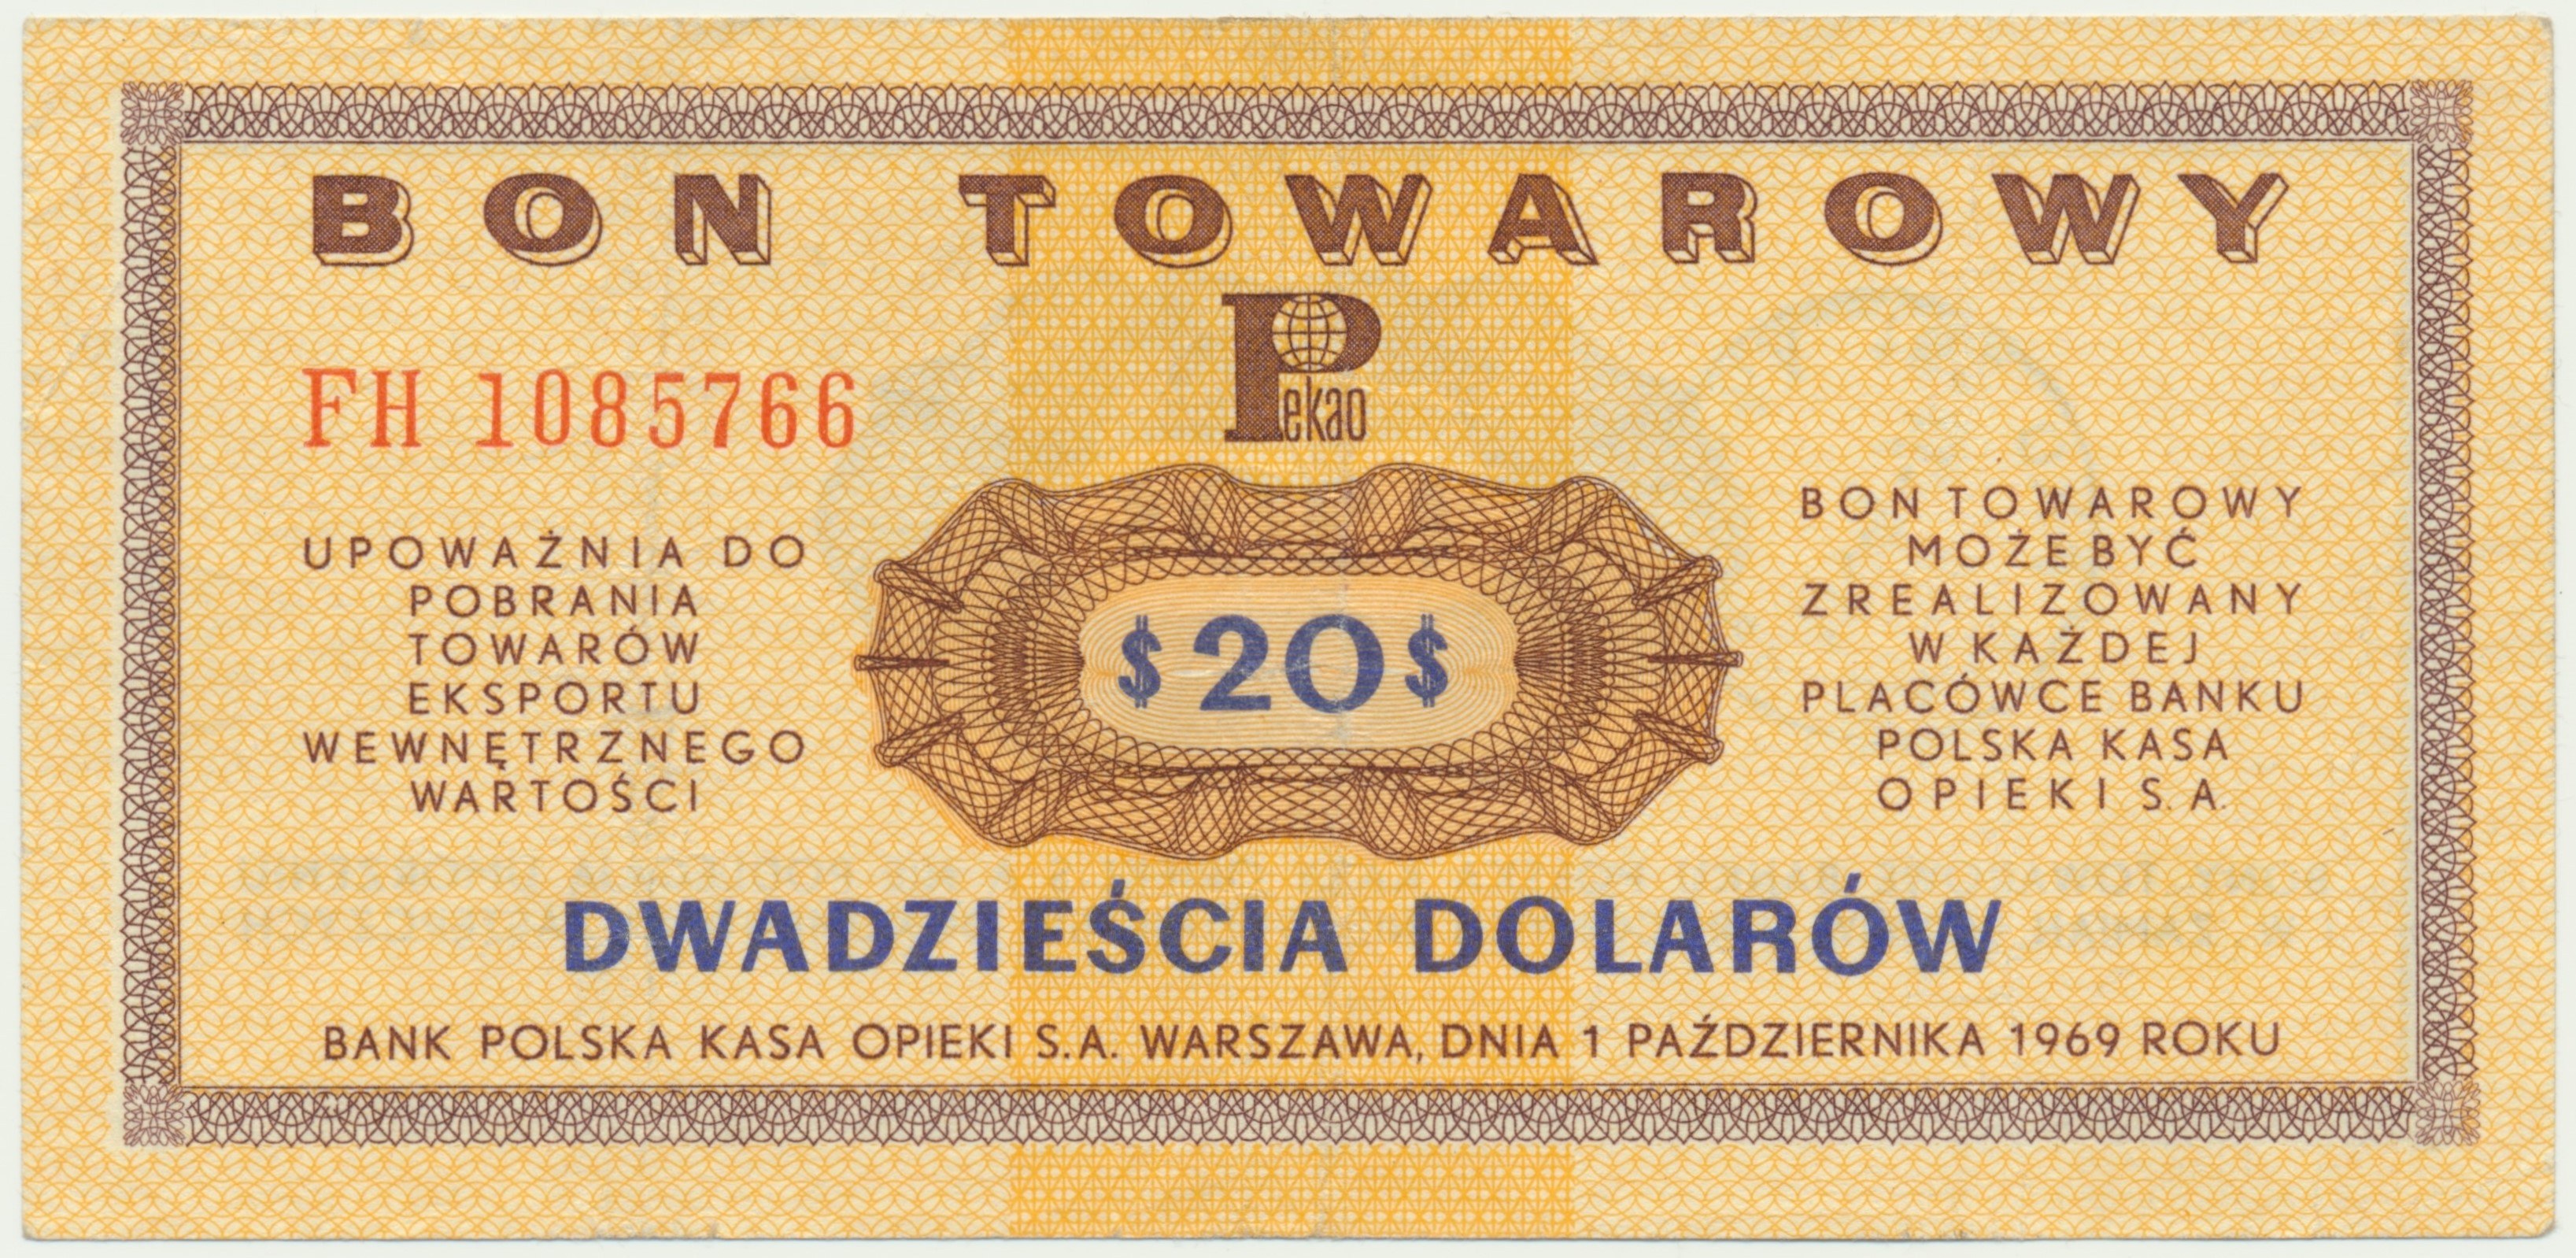 BON TOWAROWY
Pekao
FH 1085766
UPOWAŻNIA DO
POBRANIA
TOWARÓW
EKSPORTU
WEWNĘTRZNEGO
WARTOŚCI
$20$
BON TOWAROWY
MOŻE BYĆ
ZREALIZOWANY
W KAŻDEJ
PLACÓWCE BANKU
POLSKA KASA
OPIEKI S.A.
DWADZIEŚCIA DOLARÓW
BANK POLSKA KASA OPIEKI S.A. WARSZAWA, DNIA 1 PAŹDZIERNIKA 1969 ROKU